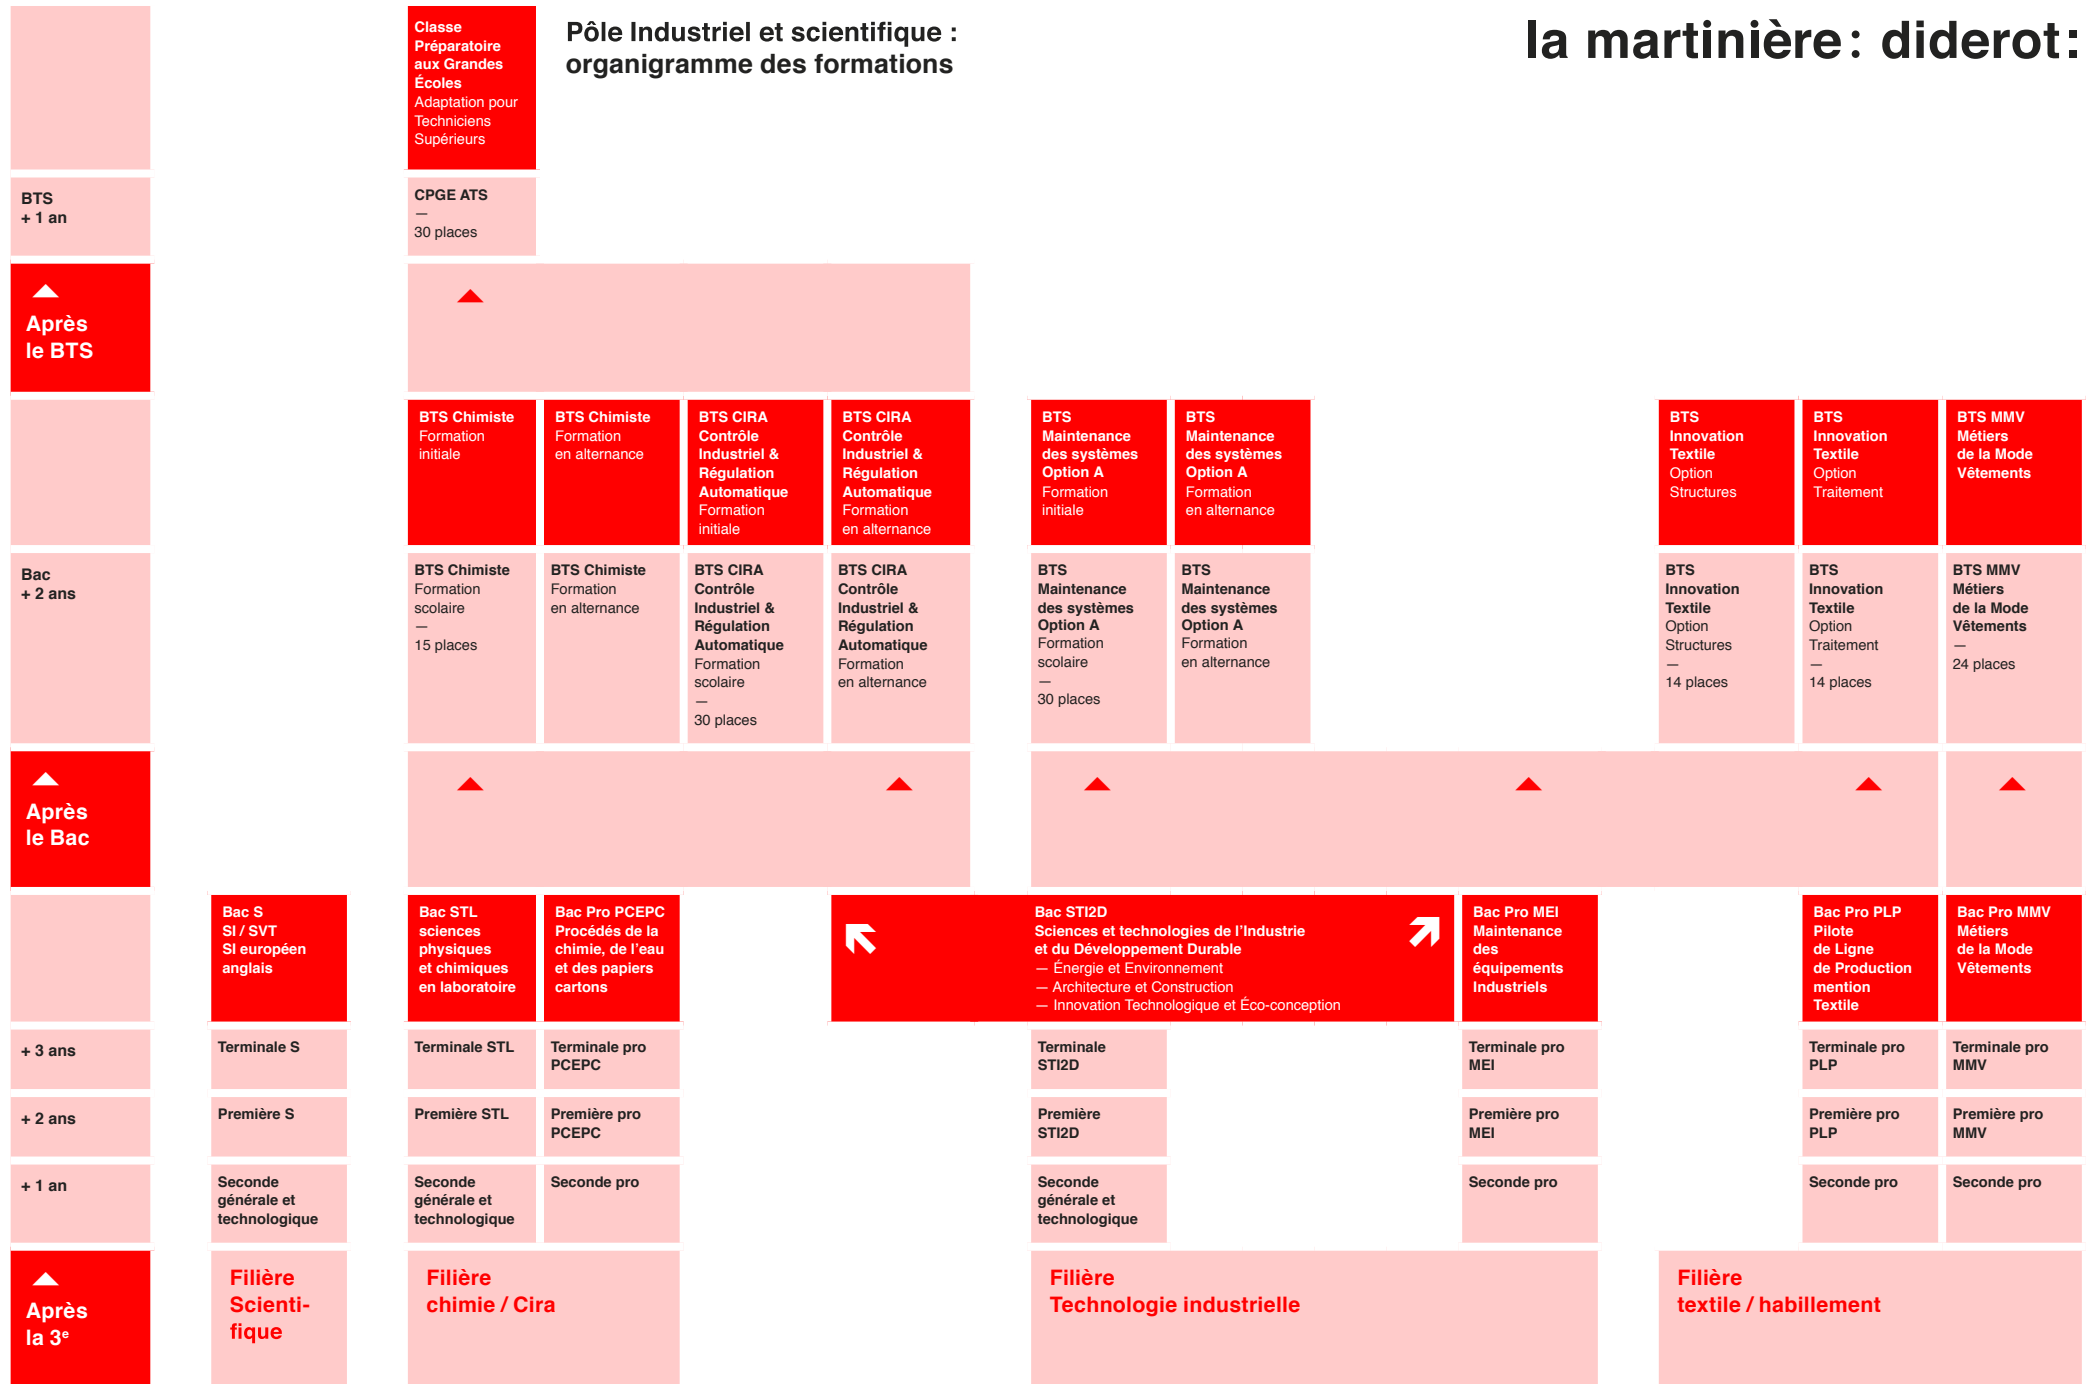 Pôle Industriel et scientifique :
organigramme des formations
la martinière : diderot:
Classe
Préparatoire
aux Grandes
Écoles
Adaptation pour
Techniciens
Supérieurs
BTS
+ 1 an
CPGE ATS
—
30 places
Après
le BTS
BTS Chimiste
Formation
initiale
BTS Chimiste
Formation
en alternance
BTS CIRA
Contrôle
Industriel &
Régulation
Automatique
Formation
initiale
BTS CIRA
Contrôle
Industriel &
Régulation
Automatique
Formation
en alternance
BTS
Maintenance
des systèmes
Option A
Formation
initiale
BTS
Maintenance
des systèmes
Option A
Formation
en alternance
BTS
Innovation
Textile
Option
Structures
BTS
Innovation
Textile
Option
Traitement
BTS MMV
Métiers
de la Mode
Vêtements
Bac
+ 2 ans
BTS Chimiste
Formation
scolaire
—
15 places
BTS Chimiste
Formation
en alternance
BTS CIRA
Contrôle
Industriel &
Régulation
Automatique
Formation
scolaire
—
30 places
BTS CIRA
Contrôle
Industriel &
Régulation
Automatique
Formation
en alternance
BTS
Maintenance
des systèmes
Option A
Formation
scolaire
—
30 places
BTS
Maintenance
des systèmes
Option A
Formation
en alternance
BTS
Innovation
Textile
Option
Structures
—
14 places
BTS
Innovation
Textile
Option
Traitement
—
14 places
BTS MMV
Métiers
de la Mode
Vêtements
—
24 places
Après
le Bac
Bac S
SI / SVT
SI européen
anglais
Bac STL
sciences
physiques
et chimiques
en laboratoire
Bac Pro PCEPC
Procédés de la
chimie, de l'eau
et des papiers
cartons
Bac STI2D
Sciences et technologies de l'Industrie
et du Développement Durable
— Énergie et Environnement
— Architecture et Construction
— Innovation Technologique et Éco-conception
Bac Pro MEI
Maintenance
des
équipements
Industriels
Bac Pro PLP
Pilote
de Ligne
de Production
mention
Textile
Bac Pro MMV
Métiers
de la Mode
Vêtements
+ 3 ans
Terminale S
Terminale STL
Terminale pro
PCEPC
Terminale
STI2D
Terminale pro
MEI
Terminale pro
PLP
Terminale pro
MMV
+ 2 ans
Première S
Première STL
Première pro
PCEPC
Première
STI2D
Première pro
MEI
Première pro
PLP
Première pro
MMV
+ 1 an
Seconde
générale et
technologique
Seconde
générale et
technologique
Seconde pro
Seconde
générale et
technologique
Seconde pro
Seconde pro
Seconde pro
Après
la 3e
Filière
Scienti-
fique
Filière
chimie / Cira
Filière
Technologie industrielle
Filière
textile / habillement